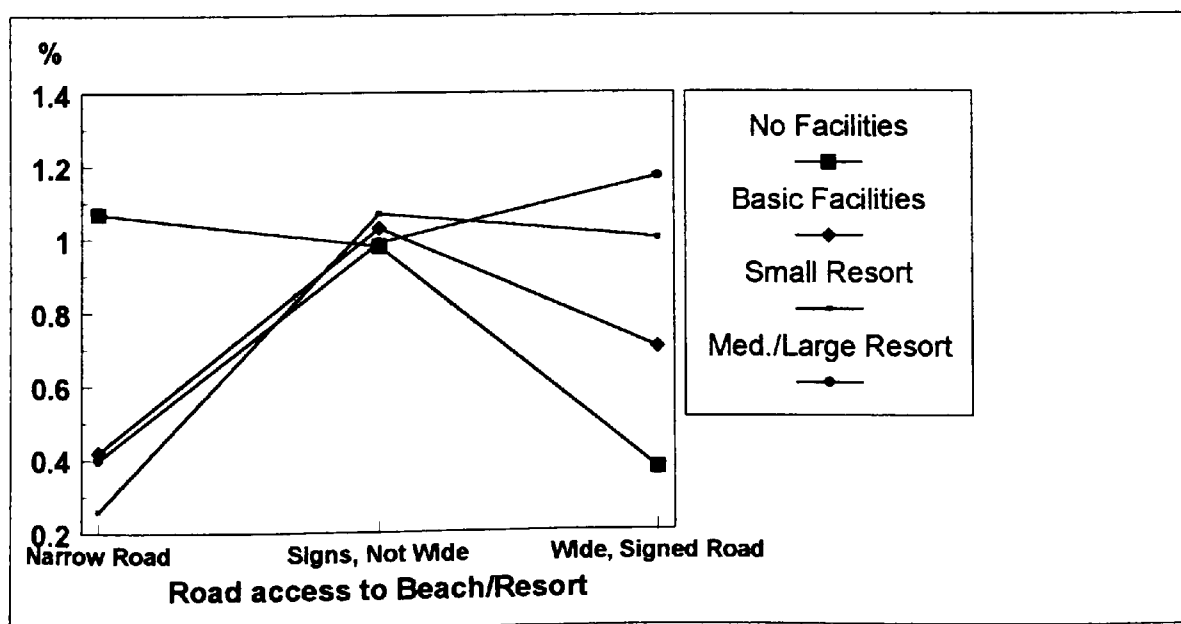 %
1.4
1.2
1
0.8
0.6
0.4
0.2
Narrow Road Signs, Not Wide Wide, Signed Road
Road access to Beach/Resort
No Facilities
Basic Facilities
Small Resort
Med./Large Resort